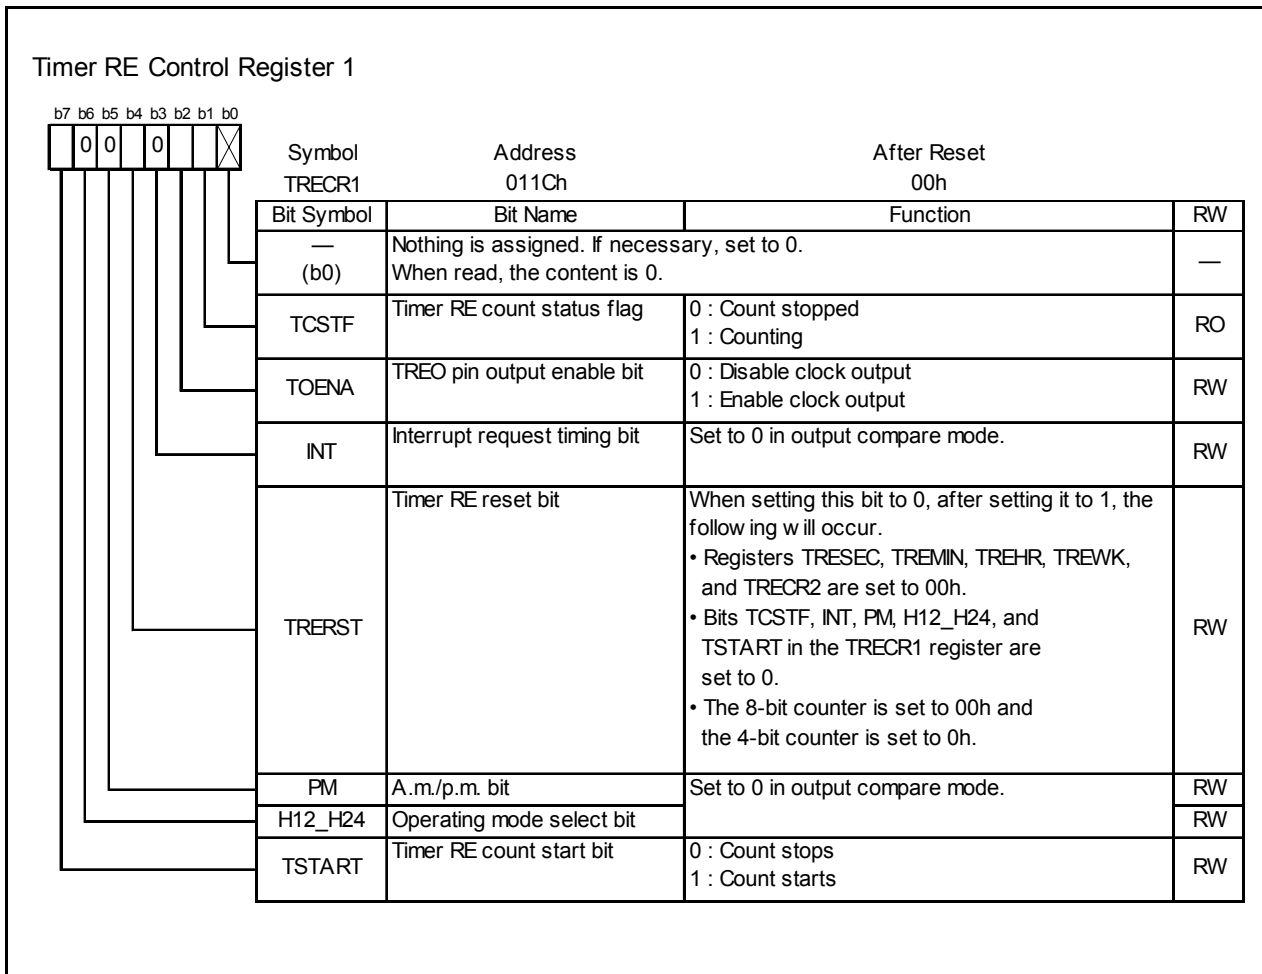 Timer RE Control Register 1
b7 b6 b5 b4 b3 b2 b1 b0
0 0 0
Symbol Address After Reset
TRECR1 011Ch 00h
Bit Symbol Bit Name Function RW
— (b0) Nothing is assigned. If necessary, set to 0.
When read, the content is 0. —
TCSTF Timer RE count status flag 0 : Count stopped
1 : Counting RO
TOENA TREO pin output enable bit 0 : Disable clock output
1 : Enable clock output RW
INT Interrupt request timing bit Set to 0 in output compare mode. RW
TRERST Timer RE reset bit When setting this bit to 0, after setting it to 1, the
following will occur.
• Registers TRESEC, TREMIN, TREHR, TREWK,
and TRECR2 are set to 00h.
• Bits TCSTF, INT, PM, H12_H24, and
TSTART in the TRECR1 register are
set to 0.
• The 8-bit counter is set to 00h and
the 4-bit counter is set to 0h. RW
PM A.m./p.m. bit Set to 0 in output compare mode. RW
H12_H24 Operating mode select bit RW
TSTART Timer RE count start bit 0 : Count stops
1 : Count starts RW